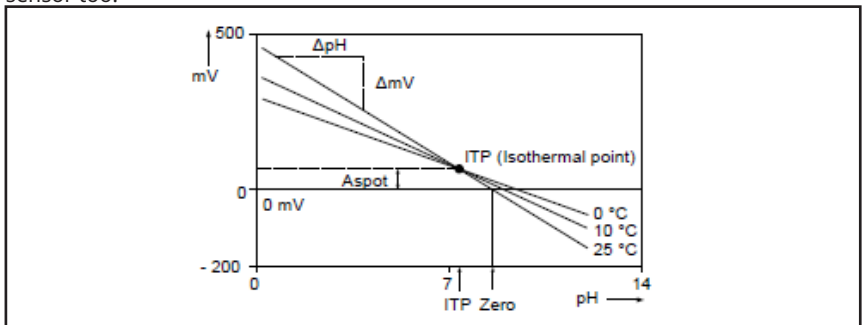 sensor too.
500
mV
ΔpH
ΔmV
ITP (Isothermal point)
Aspot
0
0 mV
0 °C
10 °C
25 °C
- 200
0
7
14
ITP Zero
pH